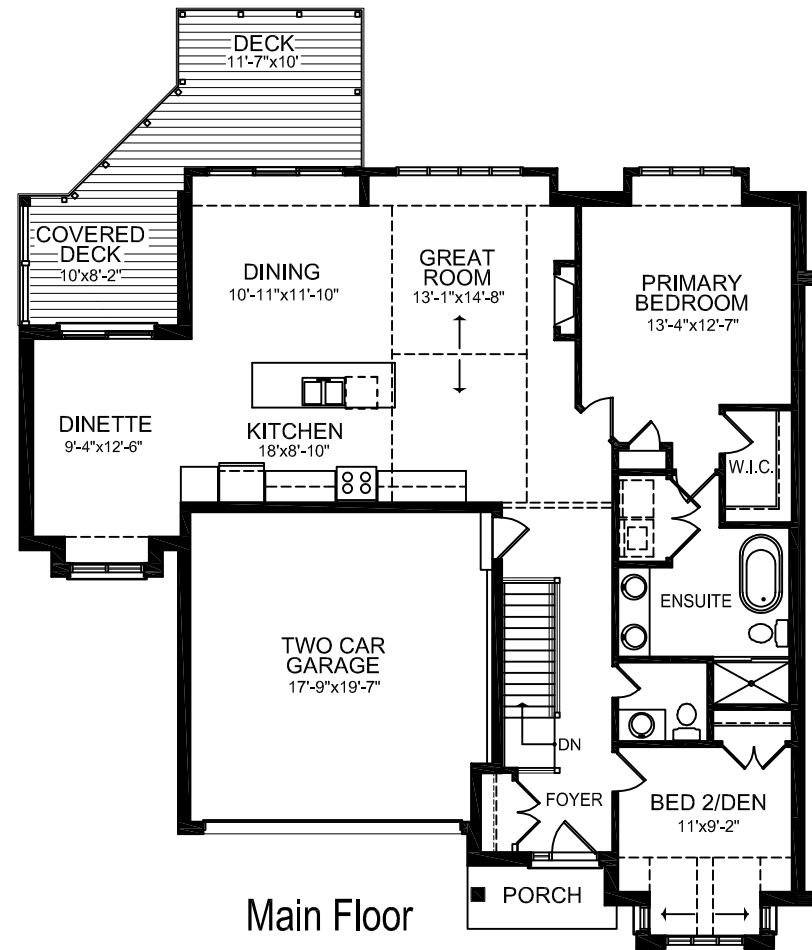 DECK
11'-7"x10'
COVERED
DECK
10'x8'-2"
DINING
10'-11"x11'-10"
GREAT
ROOM
13'-1"x14'-8"
PRIMARY
BEDROOM
13'-4"x12'-7"
DINETTE
9'-4"x12'-6"
KITCHEN
18'x8'-10"
W.I.C.
ENSUITE
TWO CAR
GARAGE
17'-9"x19'-7"
DN
FOYER
BED 2/DEN
11'x9'-2"
PORCH
Main Floor